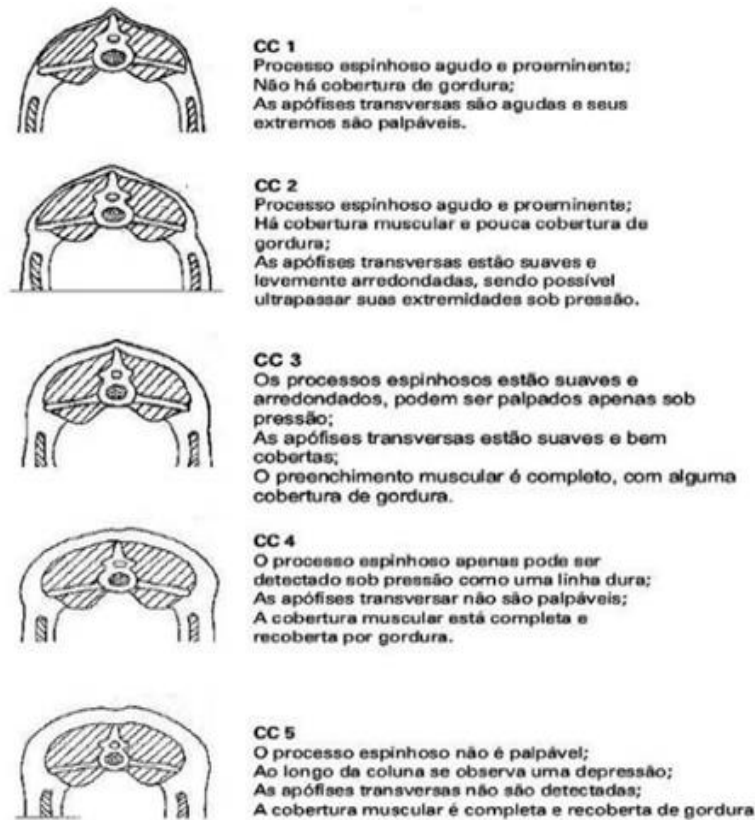 CC 1
Processo espinhoso agudo e proeminente;
Não há cobertura de gordura;
As apófises transversas são agudas e seus
extremos são palpáveis.
CC 2
Processo espinhoso agudo e proeminente;
Há cobertura muscular e pouca cobertura de
gordura;
As apófises transversas estão suaves e
levemente arredondadas, sendo possível
ultrapassar suas extremidades sob pressão.
CC 3
Os processos espinhosos estão suaves e
arredondados, podem ser palpados apenas sob
pressão;
As apófises transversas estão suaves e bem
cobertas;
O preenchimento muscular é completo, com alguma
cobertura de gordura.
CC 4
O processo espinhoso apenas pode ser
detectado sob pressão como uma linha dura;
As apófises transversar não são palpáveis;
A cobertura muscular está completa e
recoberta por gordura.
CC 5
O processo espinhoso não é palpável;
Ao longo da coluna se observa uma depressão;
As apófises transversas não são detectadas;
A cobertura muscular é completa e recoberta de gordura